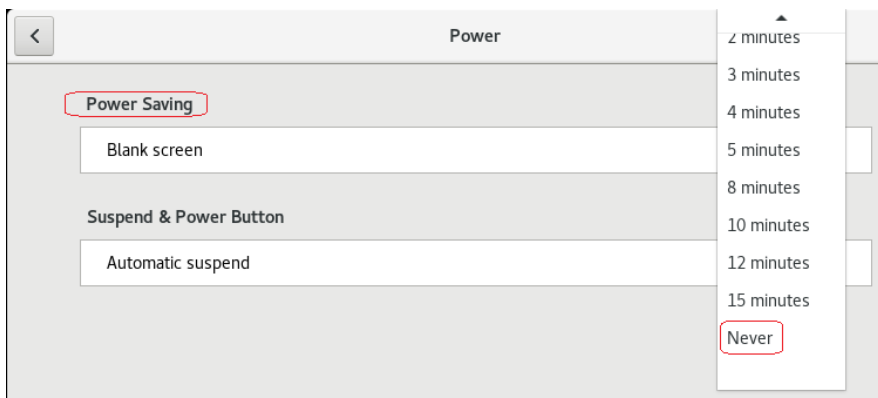 Power
Power Saving
Blank screen
Suspend & Power Button
Automatic suspend
2 minutes
3 minutes
4 minutes
5 minutes
8 minutes
10 minutes
12 minutes
15 minutes
Never